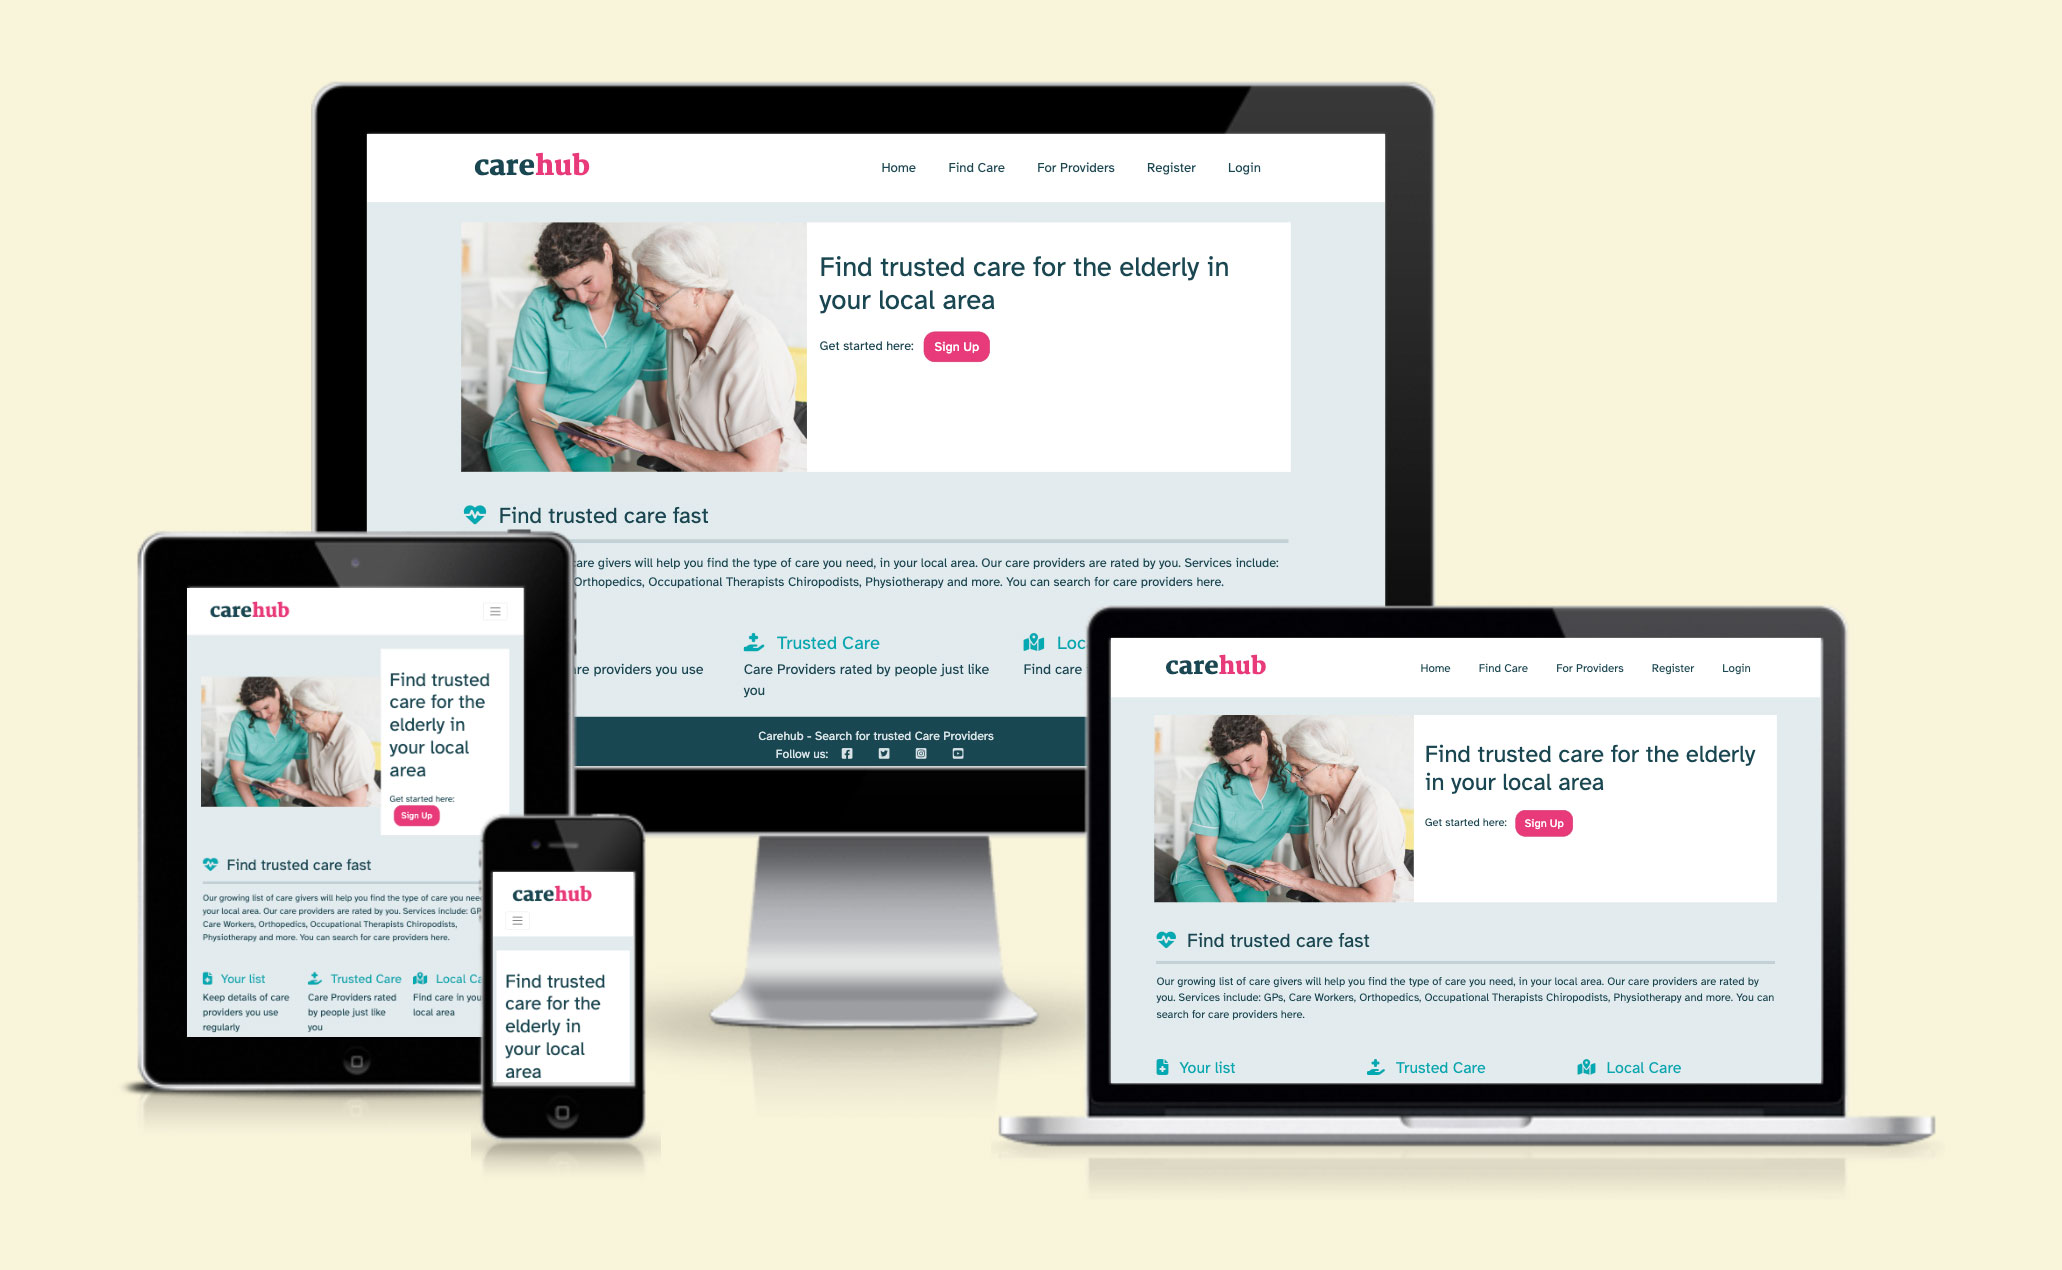 carehub
Home Find Care For Providers Register Login
Find trusted care for the elderly in
your local area
Get started here: Sign Up
Find trusted care fast
care givers will help you find the type of care you need, in your local area. Our care providers are rated by you. Services include:
Orthopedics, Occupational Therapists Chiropodists, Physiotherapy and more. You can search for care providers here.
Trusted Care
providers you use
Care Providers rated by people just like
you
Find care
Carehub - Search for trusted Care Providers
Follow us:
carehub
Find trusted
care for the
elderly in
your local
area
Get started here:
Sign Up
Find trusted care fast
Our growing list of care givers will help you find the type of care you
your local area. Our care providers are rated by you. Services include:
Care Workers, Orthopedics, Occupational Therapists Chiropodists,
Physiotherapy and more. You can search for care providers here.
Your list
Keep details of care
providers you use
regularly
Trusted Care
Care Providers rated
by people just like
you
Local
Find care in
local area
carehub
Find trusted
care for the
elderly in
your local
area
carehub
Home Find Care For Providers Register Login
Find trusted care for the elderly
in your local area
Get started here: Sign Up
Find trusted care fast
Our growing list of care givers will help you find the type of care you need, in your local area. Our care providers are rated by
you. Services include: GPs, Care Workers, Orthopedics, Occupational Therapists Chiropodists, Physiotherapy and more. You can
search for care providers here.
Your list Trusted Care Local Care